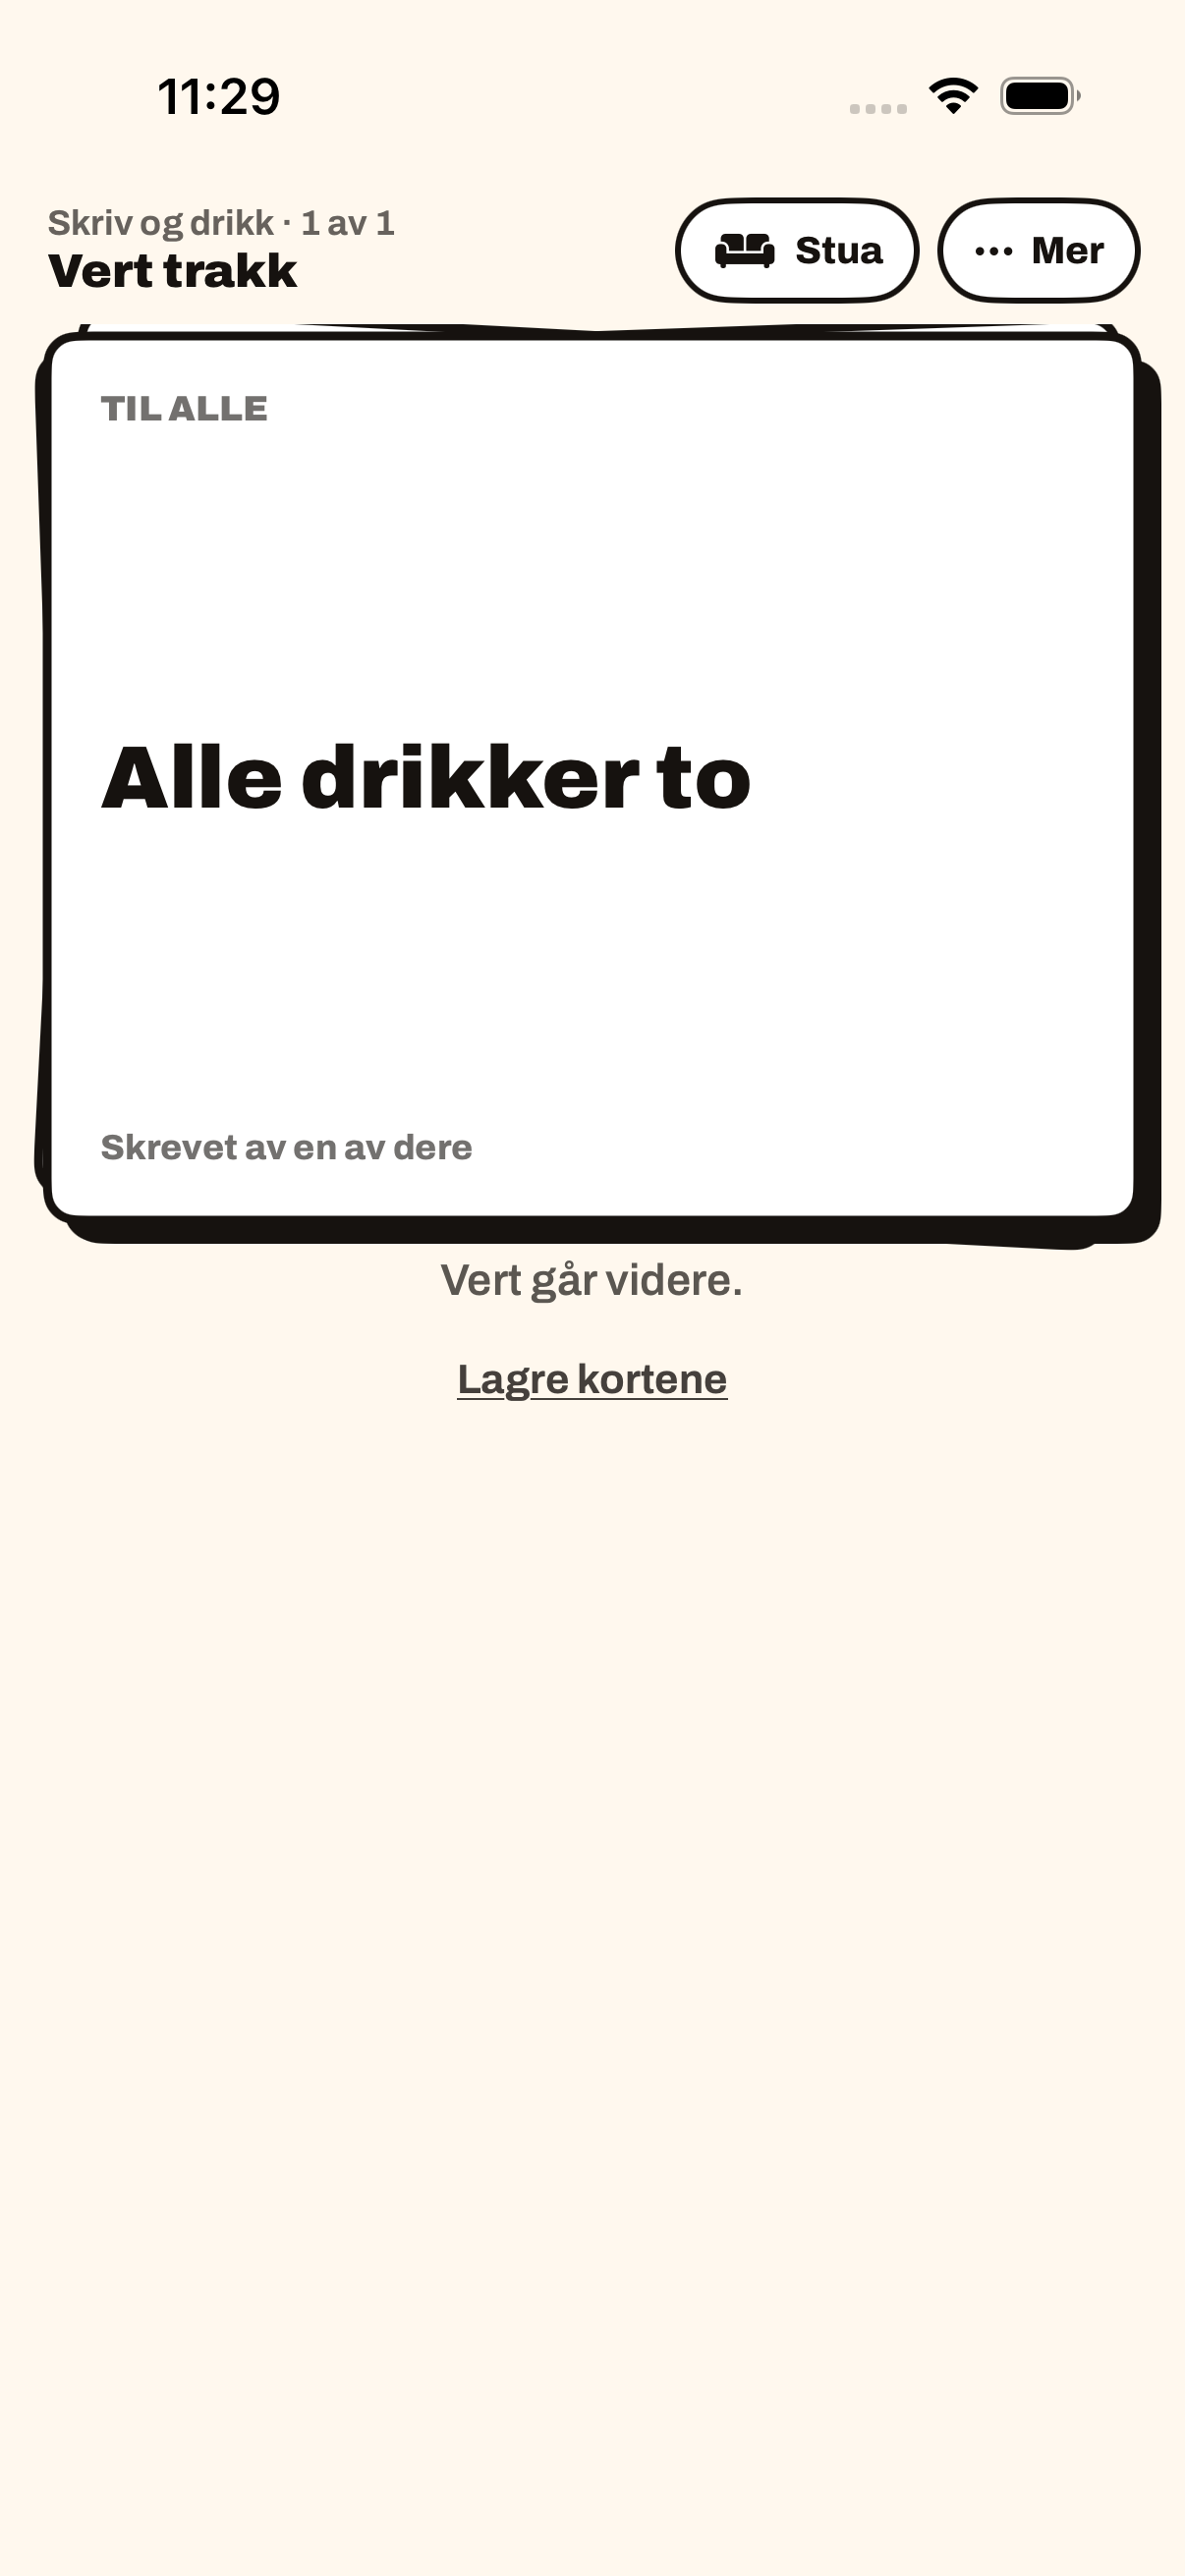 11:29
Skriv og drikk · 1 av 1
Vert trakk
Stua
Mer
TIL ALLE
Alle drikker to
Skrevet av en av dere
Vert går videre.
Lagre kortene